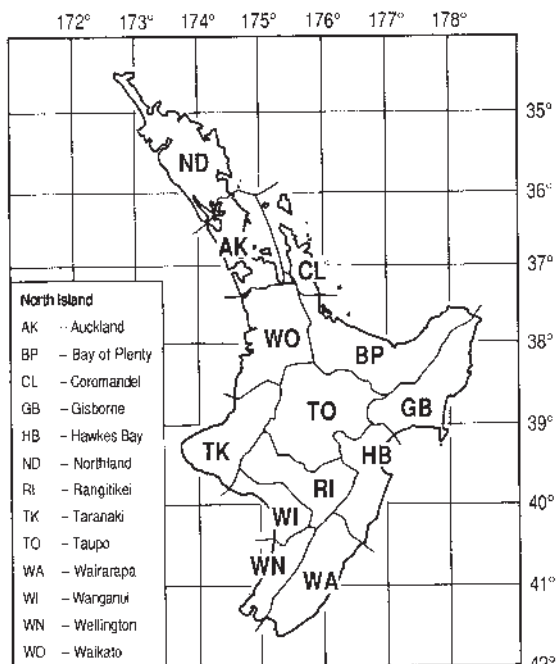 172° 174° 175° 176° 177° 178°
35°
ND
36°
AK
CL
37°
North Island
AK - Auckland
WO
BP
38°
BP – Bay of Plenty
CL – Coromandel
TO
GB
39°
GB – Gisborne
HB – Hawkes Bay
TK
HB
ND – Northland
RI – Rangitikei
RI
40°
TK – Taranaki
WI
TO – Taupo
WN
WA
41°
WA – Wairarapa
WI – Wanganui
WN – Wellington
WO – Waikato
42°